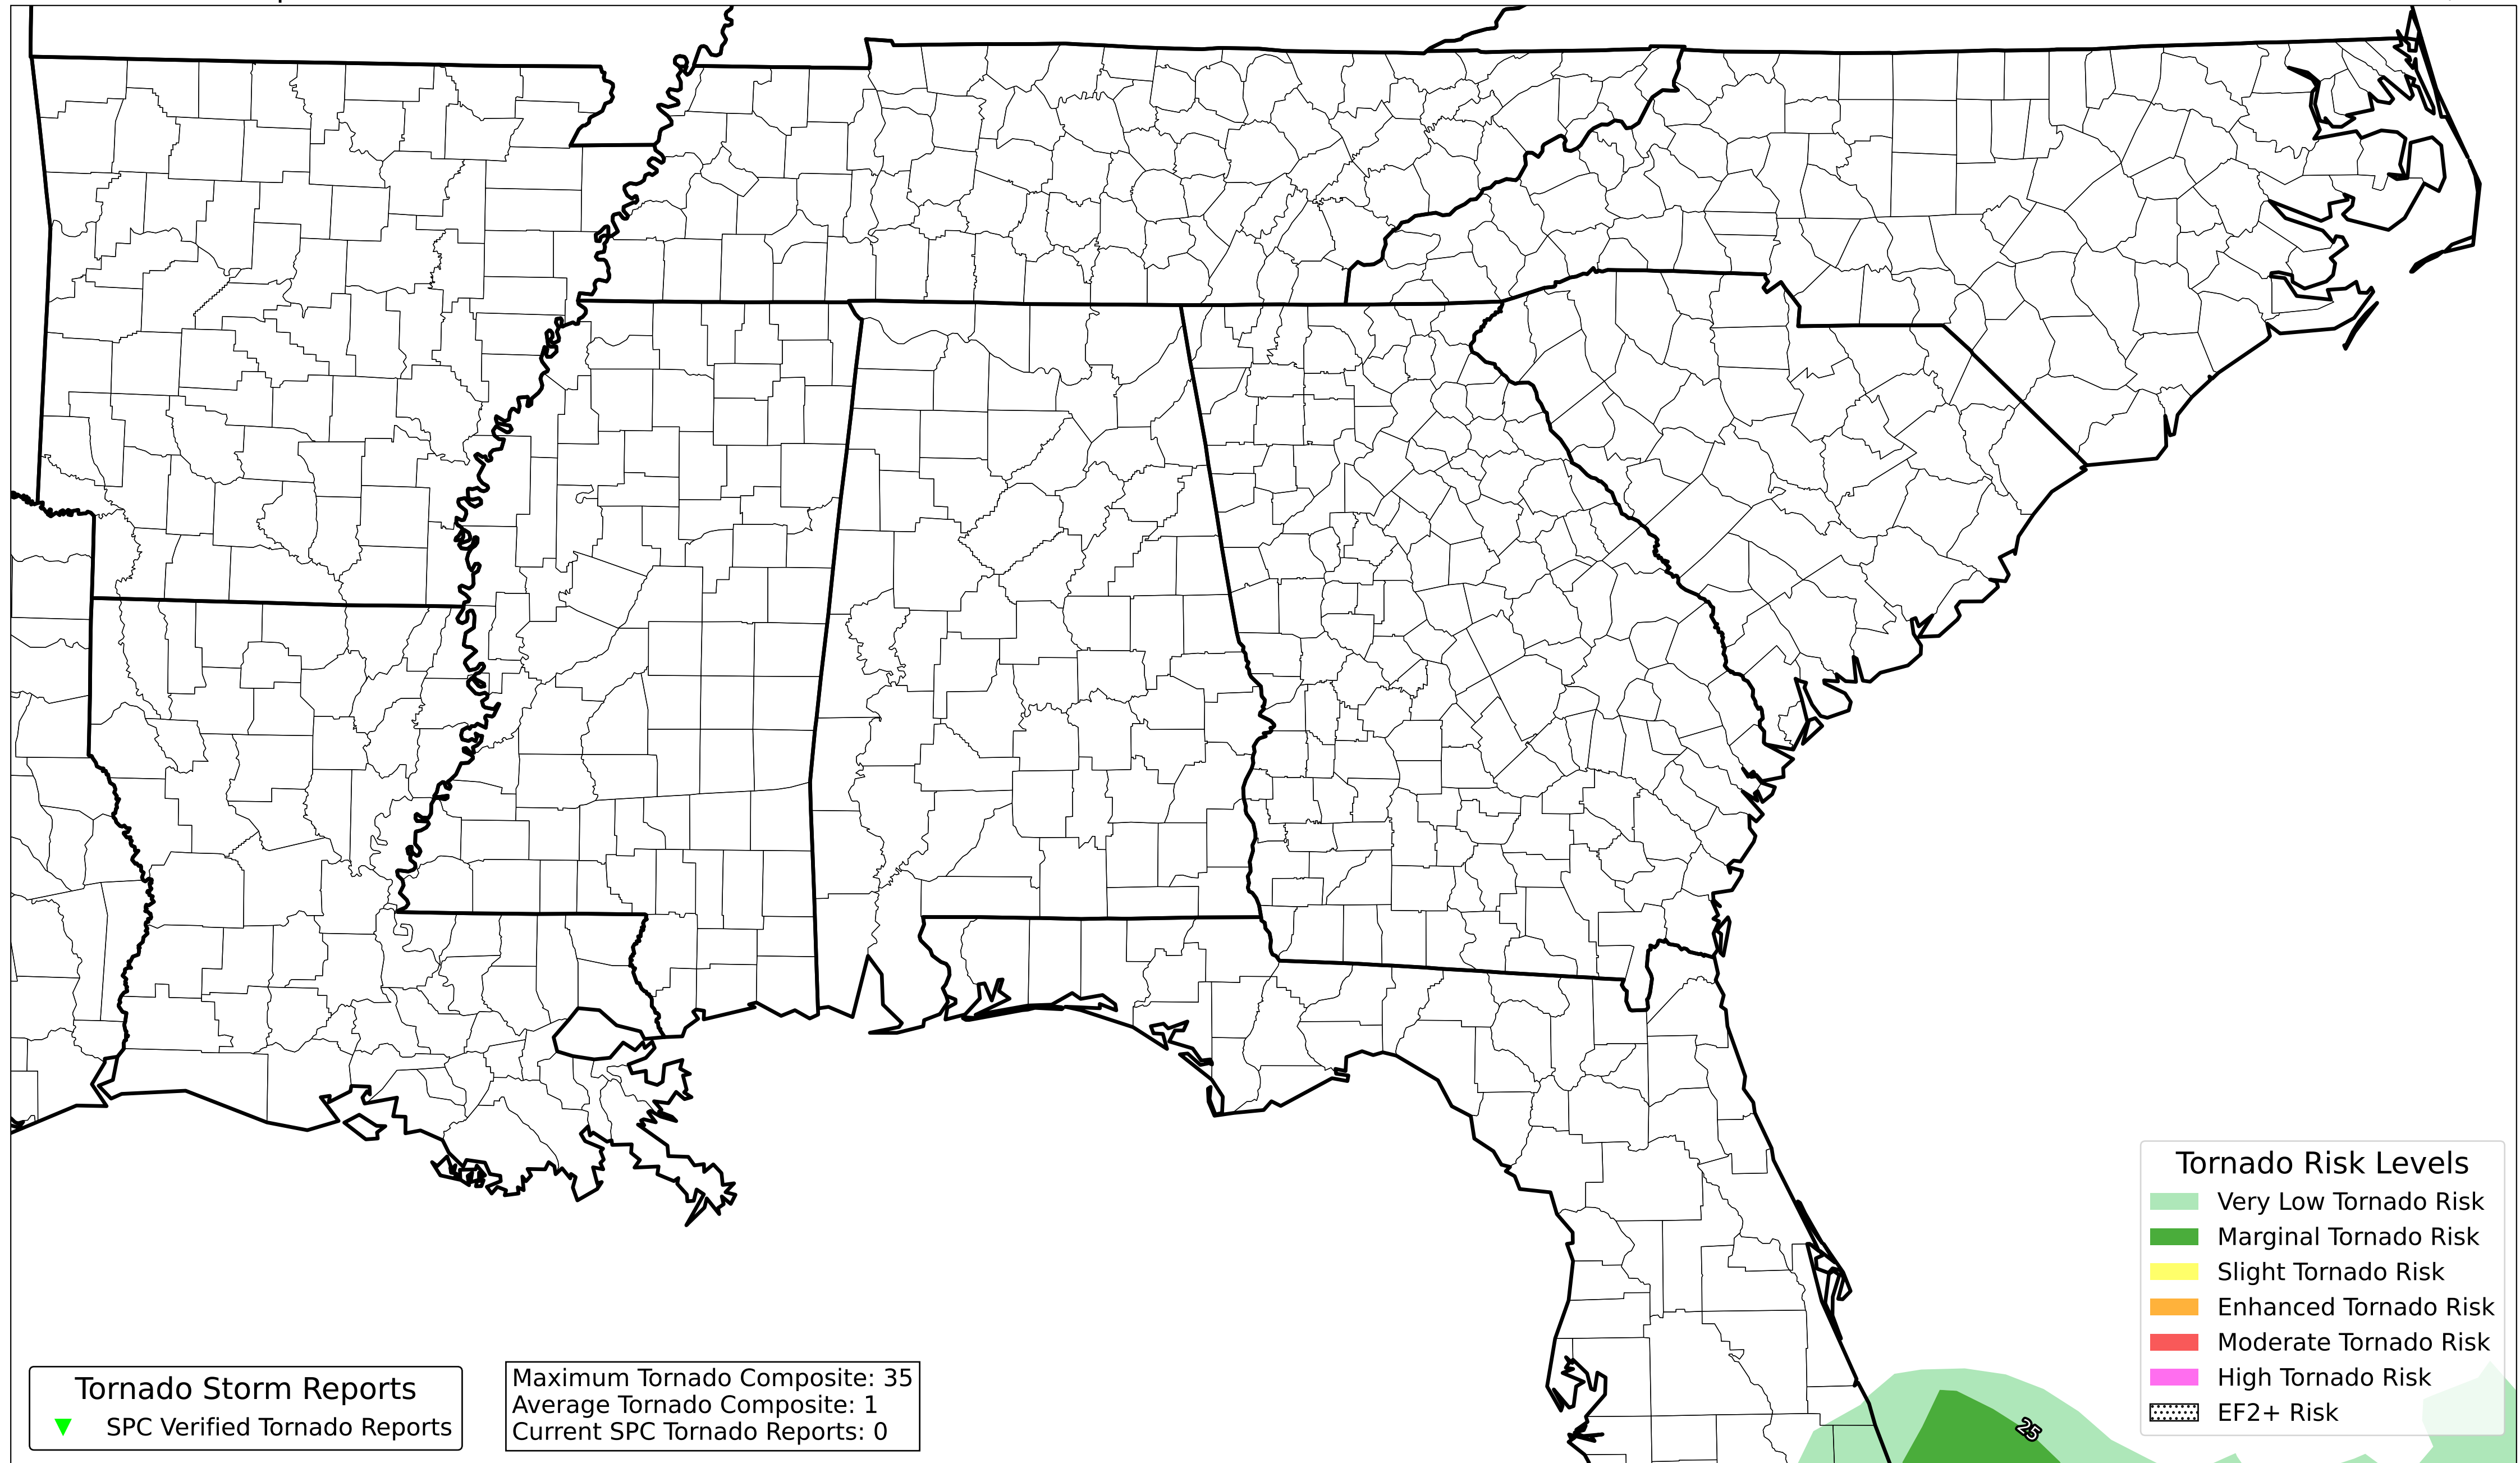 Tornado Risk Levels
Very Low Tornado Risk
Marginal Tornado Risk
Slight Tornado Risk
Enhanced Tornado Risk
Moderate Tornado Risk
High Tornado Risk
EF2+ Risk
25
Tornado Storm Reports
SPC Verified Tornado Reports
Maximum Tornado Composite: 35
Average Tornado Composite: 1
Current SPC Tornado Reports: 0